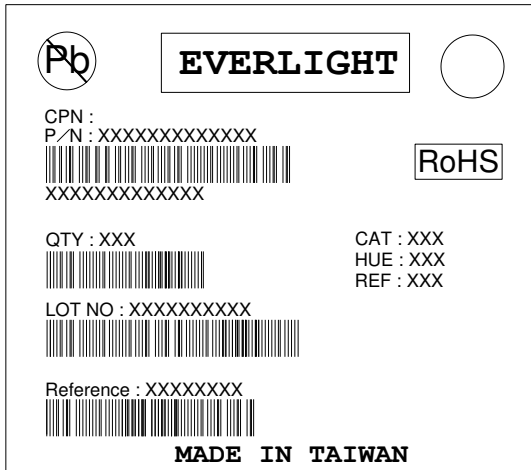 Pb
EVERLIGHT
CPN :
P/N : XXXXXXXXXXXXX
RoHS
XXXXXXXXXXXXX
QTY : XXX
CAT : XXX
HUE : XXX
REF : XXX
LOT NO : XXXXXXXXXX
Reference : XXXXXXXX
MADE IN TAIWAN